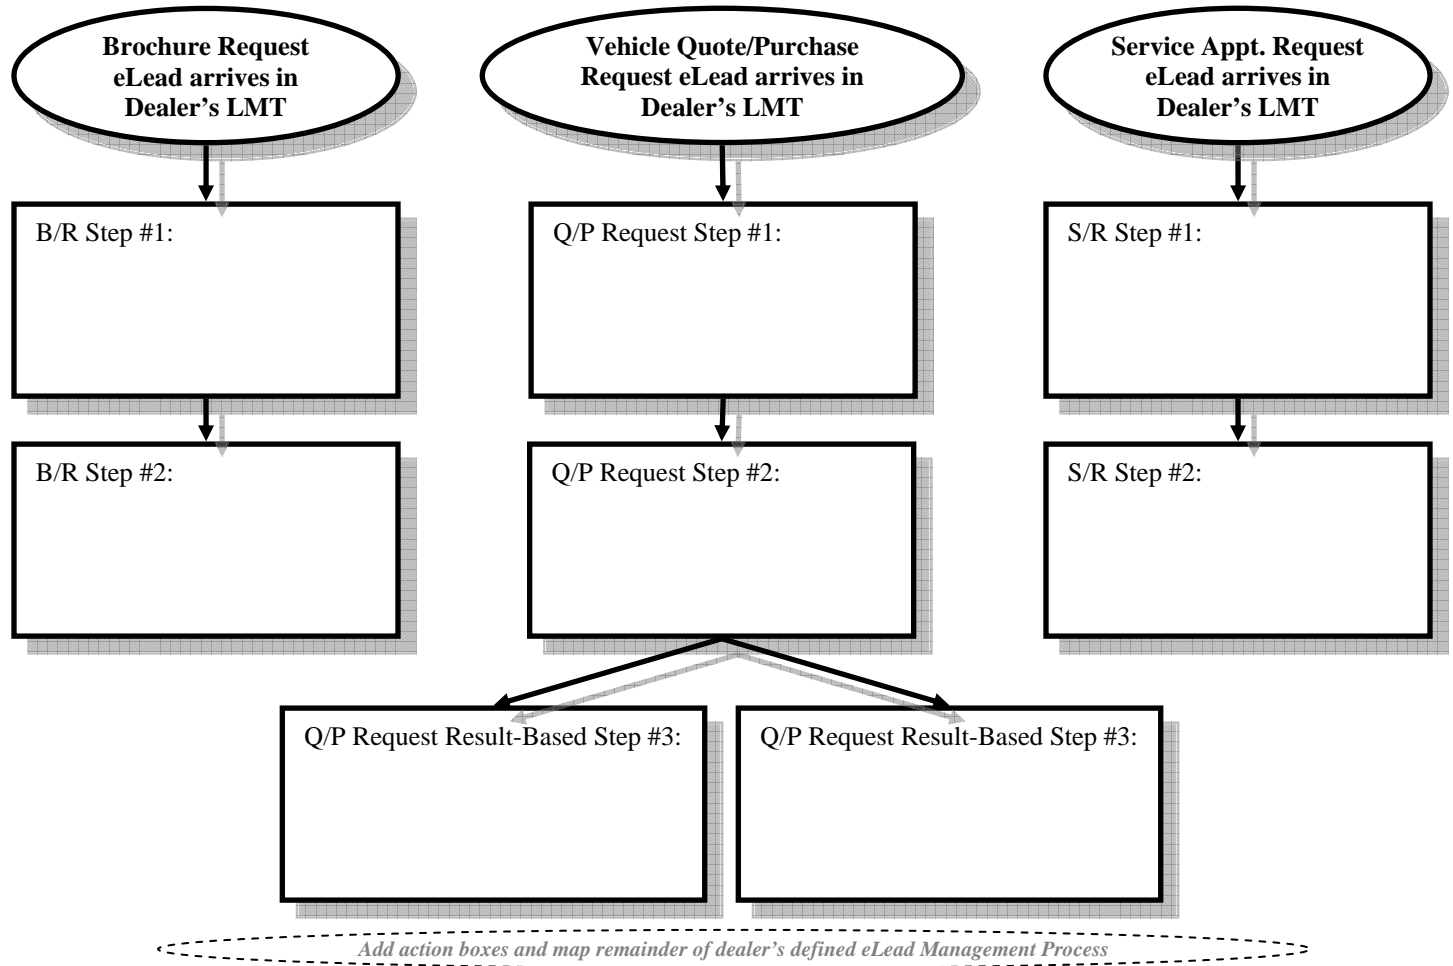 Brochure Request
eLead arrives in
Dealer’s LMT
Vehicle Quote/Purchase
Request eLead arrives in
Dealer’s LMT
Service Appt. Request
eLead arrives in
Dealer’s LMT
B/R Step #1:
Q/P Request Step #1:
S/R Step #1:
B/R Step #2:
Q/P Request Step #2:
S/R Step #2:
Q/P Request Result-Based Step #3:
Q/P Request Result-Based Step #3:
Add action boxes and map remainder of dealer’s defined eLead Management Process